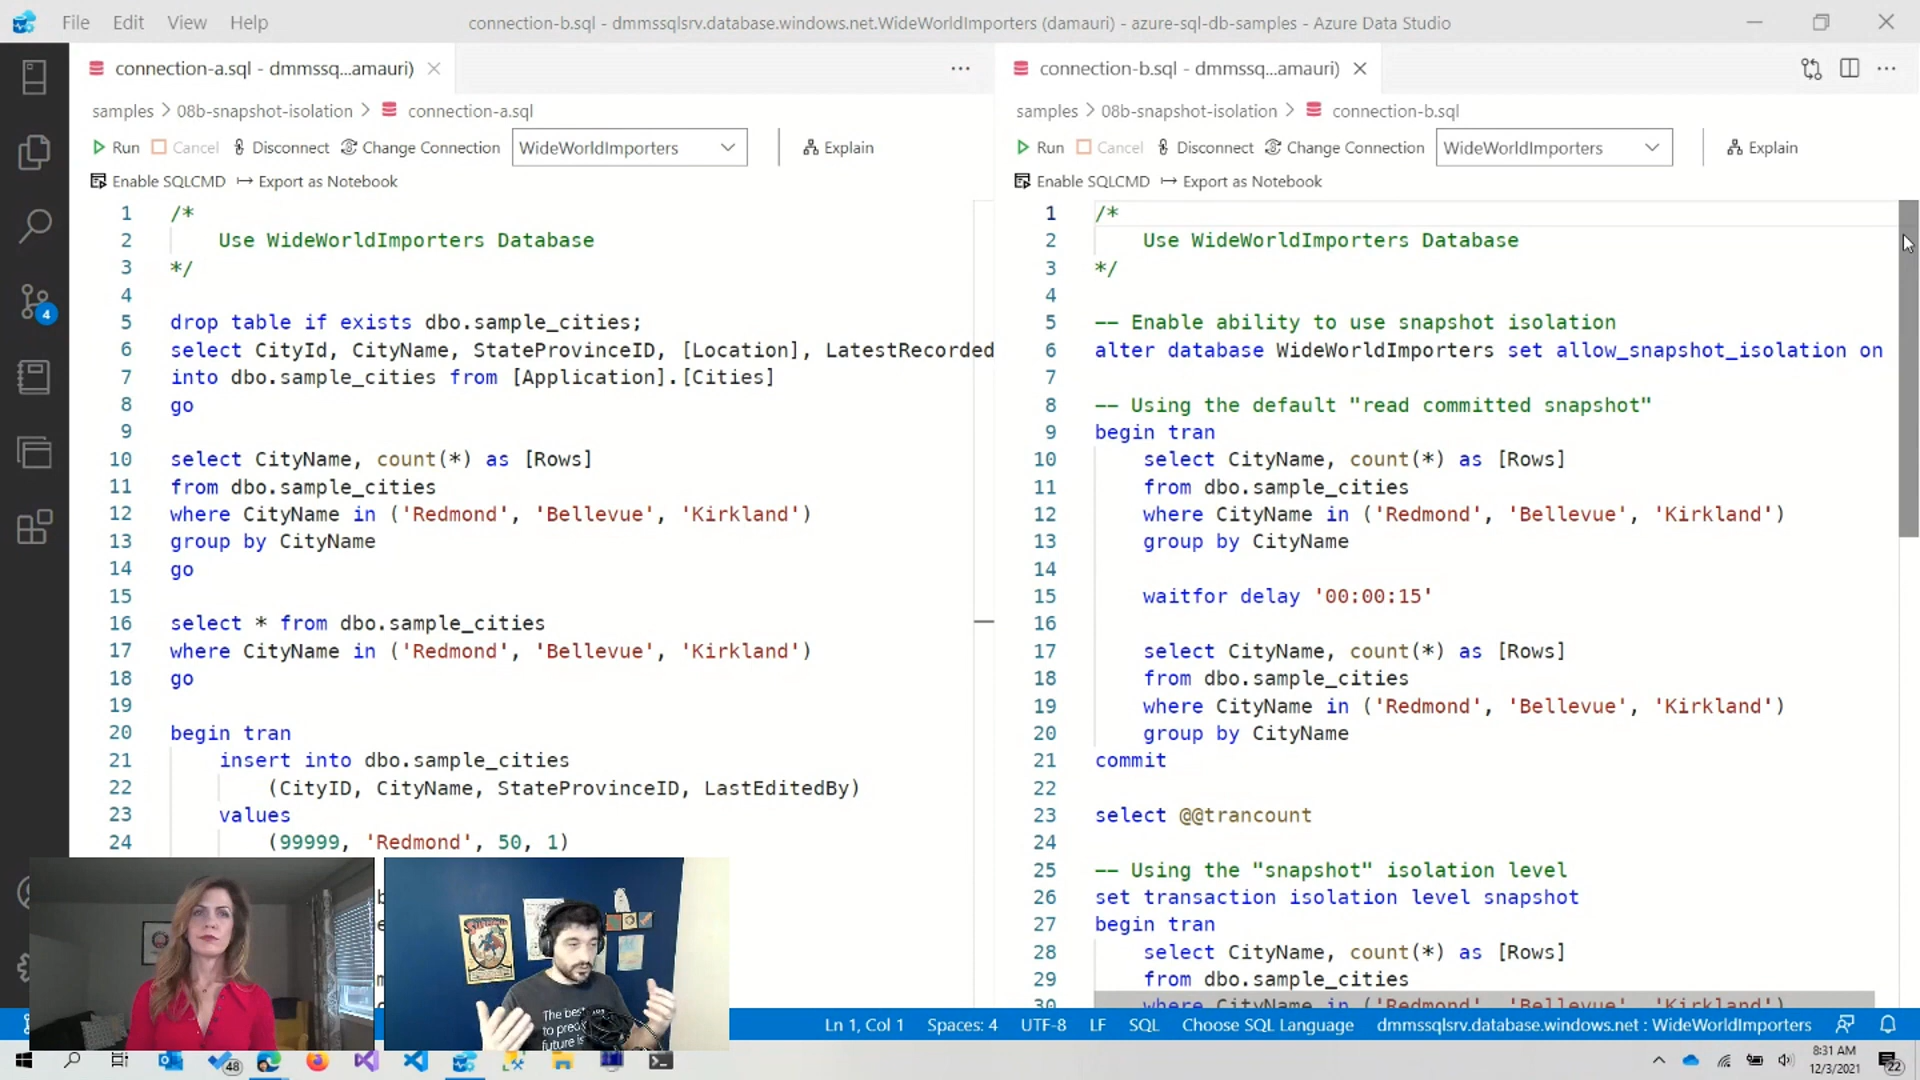 File Edit View Help
connection-b.sql - dmmssqlsrv.database.windows.net.WideWorldImporters (damauri) - azure-sql-db-samples - Azure Data Studio
connection-a.sql - dmmssq...amauri)
samples > 08b-snapshot-isolation > connection-a.sql
Run Cancel Disconnect Change Connection WideWorldImporters Explain
Enable SQLCMD Export as Notebook
1 /*
2 Use WideWorldImporters Database
3 */
4
5 drop table if exists dbo.sample_cities;
6 select CityId, CityName, StateProvinceID, [Location], LatestRecorded
7 into dbo.sample_cities from [Application].[Cities]
8 go
9
10 select CityName, count(*) as [Rows]
11 from dbo.sample_cities
12 where CityName in ('Redmond', 'Bellevue', 'Kirkland')
13 group by CityName
14 go
15
16 select * from dbo.sample_cities
17 where CityName in ('Redmond', 'Bellevue', 'Kirkland')
18 go
19
20 begin tran
21 insert into dbo.sample_cities
22 (CityID, CityName, StateProvinceID, LastEditedBy)
23 values
24 (99999, 'Redmond', 50, 1)
connection-b.sql - dmmssq...amauri)
samples > 08b-snapshot-isolation > connection-b.sql
Run Cancel Disconnect Change Connection WideWorldImporters Explain
Enable SQLCMD Export as Notebook
1 /*
2 Use WideWorldImporters Database
3 */
4
5 -- Enable ability to use snapshot isolation
6 alter database WideWorldImporters set allow_snapshot_isolation on
7
8 -- Using the default "read committed snapshot"
9 begin tran
10 select CityName, count(*) as [Rows]
11 from dbo.sample_cities
12 where CityName in ('Redmond', 'Bellevue', 'Kirkland')
13 group by CityName
14
15 waitfor delay '00:00:15'
16
17 select CityName, count(*) as [Rows]
18 from dbo.sample_cities
19 where CityName in ('Redmond', 'Bellevue', 'Kirkland')
20 group by CityName
21 commit
22
23 select @@trancount
24
25 -- Using the "snapshot" isolation level
26 set transaction isolation level snapshot
27 begin tran
28 select CityName, count(*) as [Rows]
29 from dbo.sample_cities
30 where CityName in ('Redmond', 'Bellevue', 'Kirkland')
4
SUPERMAN
The best
to pred
future is
Ln 1, Col 1 Spaces: 4 UTF-8 LF SQL Choose SQL Language dmmssqlsrv.database.windows.net : WideWorldImporters
48
8:31 AM
12/3/2021
22